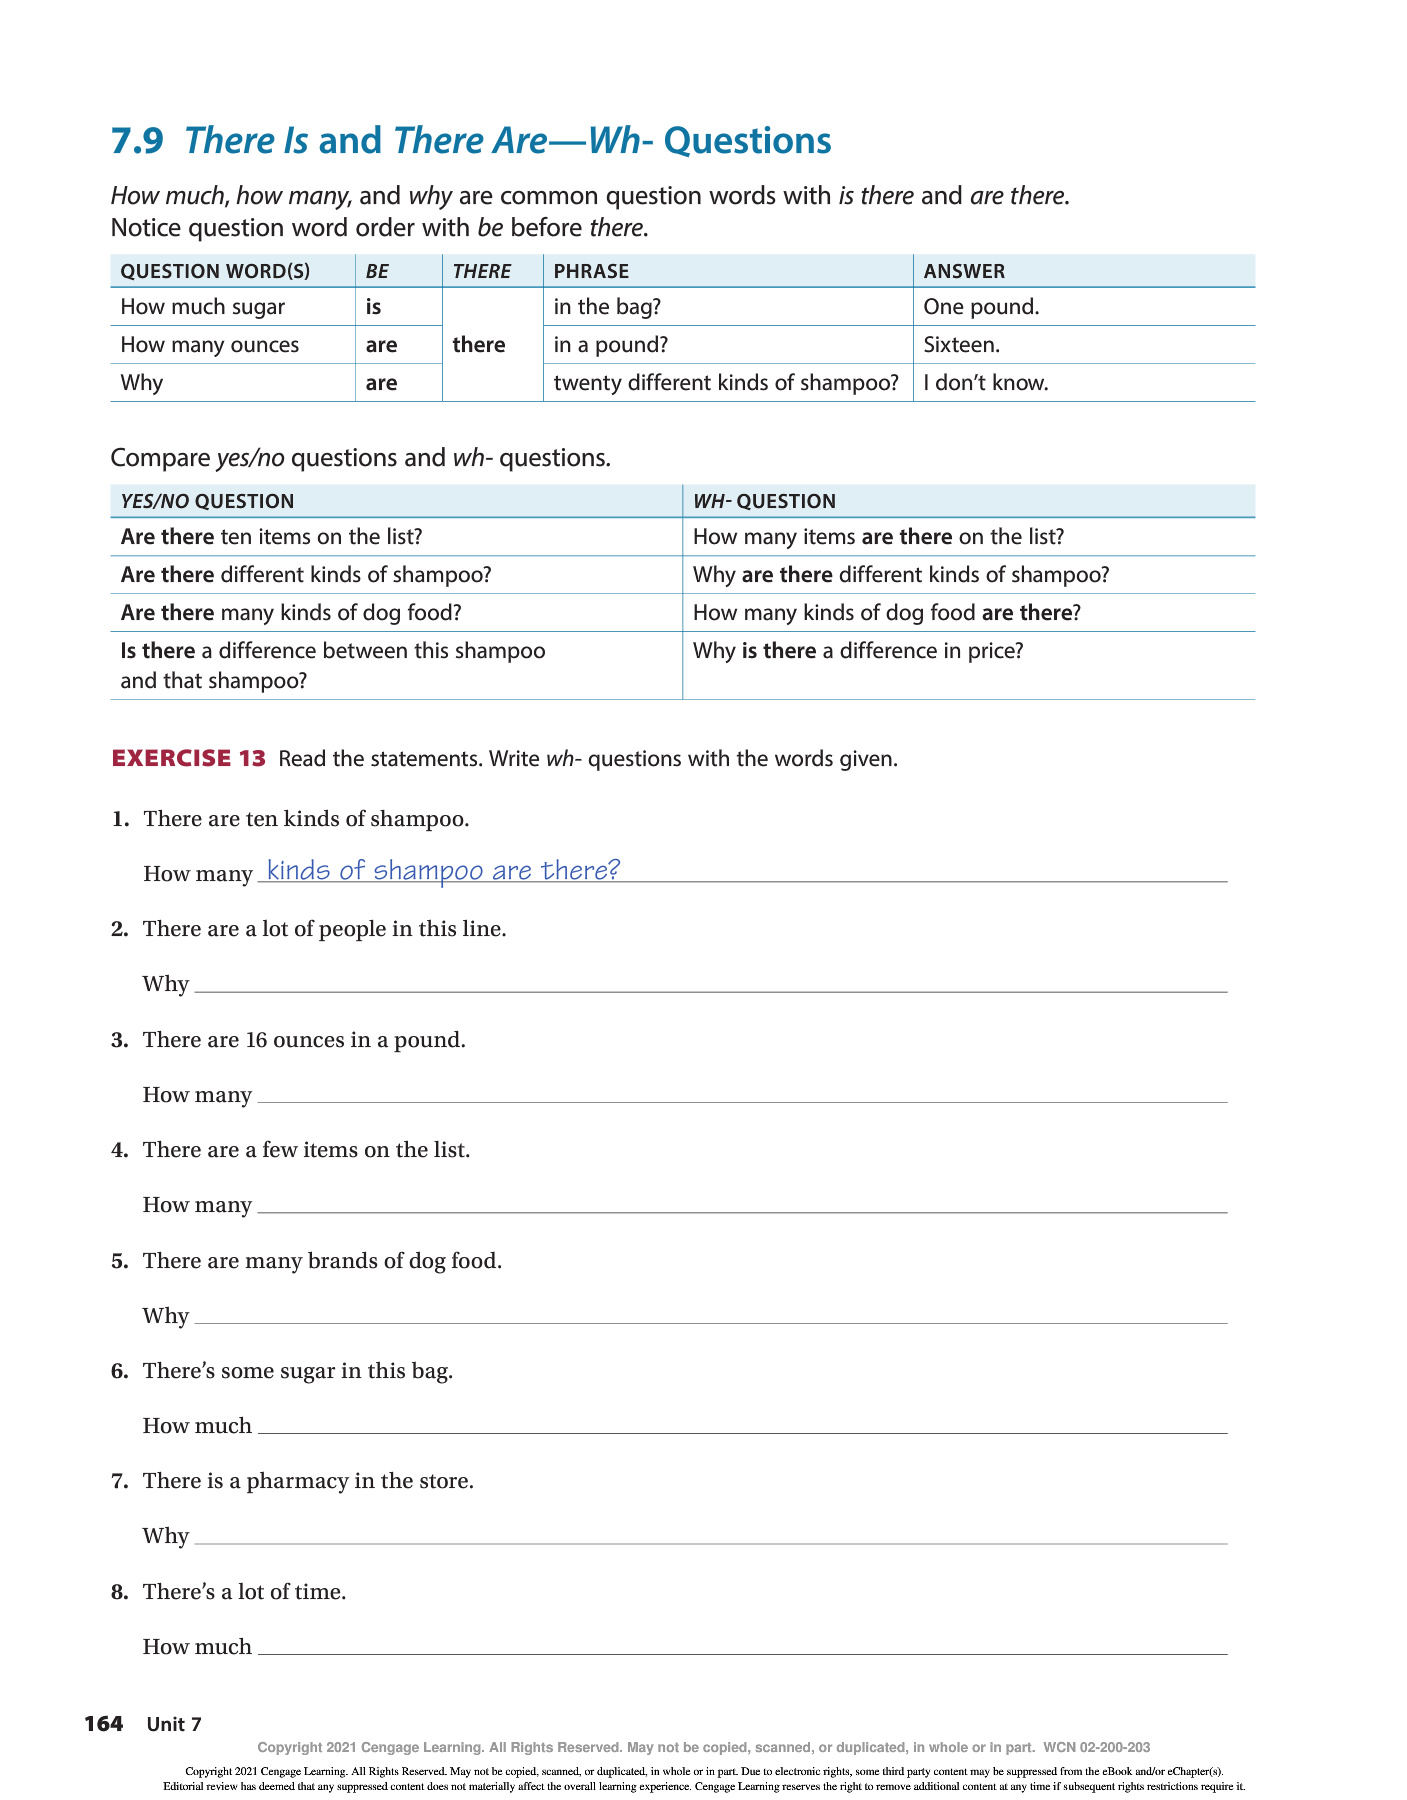 7.9 There Is and There Are—Wh- Questions
How much, how many, and why are common question words with is there and are there.
Notice question word order with be before there.
QUESTION WORD(S) BE THERE PHRASE ANSWER
How much sugar is in the bag? One pound.
How many ounces are there in a pound? Sixteen.
Why are twenty different kinds of shampoo? I don't know.
Compare yes/no questions and wh- questions.
YES/NO QUESTION WH- QUESTION
Are there ten items on the list? How many items are there on the list?
Are there different kinds of shampoo? Why are there different kinds of shampoo?
Are there many kinds of dog food? How many kinds of dog food are there?
Is there a difference between this shampoo Why is there a difference in price?
and that shampoo?
EXERCISE 13 Read the statements. Write wh- questions with the words given.
1. There are ten kinds of shampoo.
How many kinds of shampoo are there?
2. There are a lot of people in this line.
Why
3. There are 16 ounces in a pound.
How many
4. There are a few items on the list.
How many
5. There are many brands of dog food.
Why
6. There's some sugar in this bag.
How much
7. There is a pharmacy in the store.
Why
8. There's a lot of time.
How much
164 Unit 7
Copyright 2021 Cengage Learning. All Rights Reserved. May not be copied, scanned, or duplicated, in whole or in part. WCN 02-200-203
Copyright 2021 Cengage Learning. All Rights Reserved. May not be copied, scanned, or duplicated, in whole or in part. Due to electronic rights, some third party content may be suppressed from the eBook and/or eChapter(s).
Editorial review has deemed that any suppressed content does not materially affect the overall learning experience. Cengage Learning reserves the right to remove additional content at any time if subsequent rights restrictions require it.